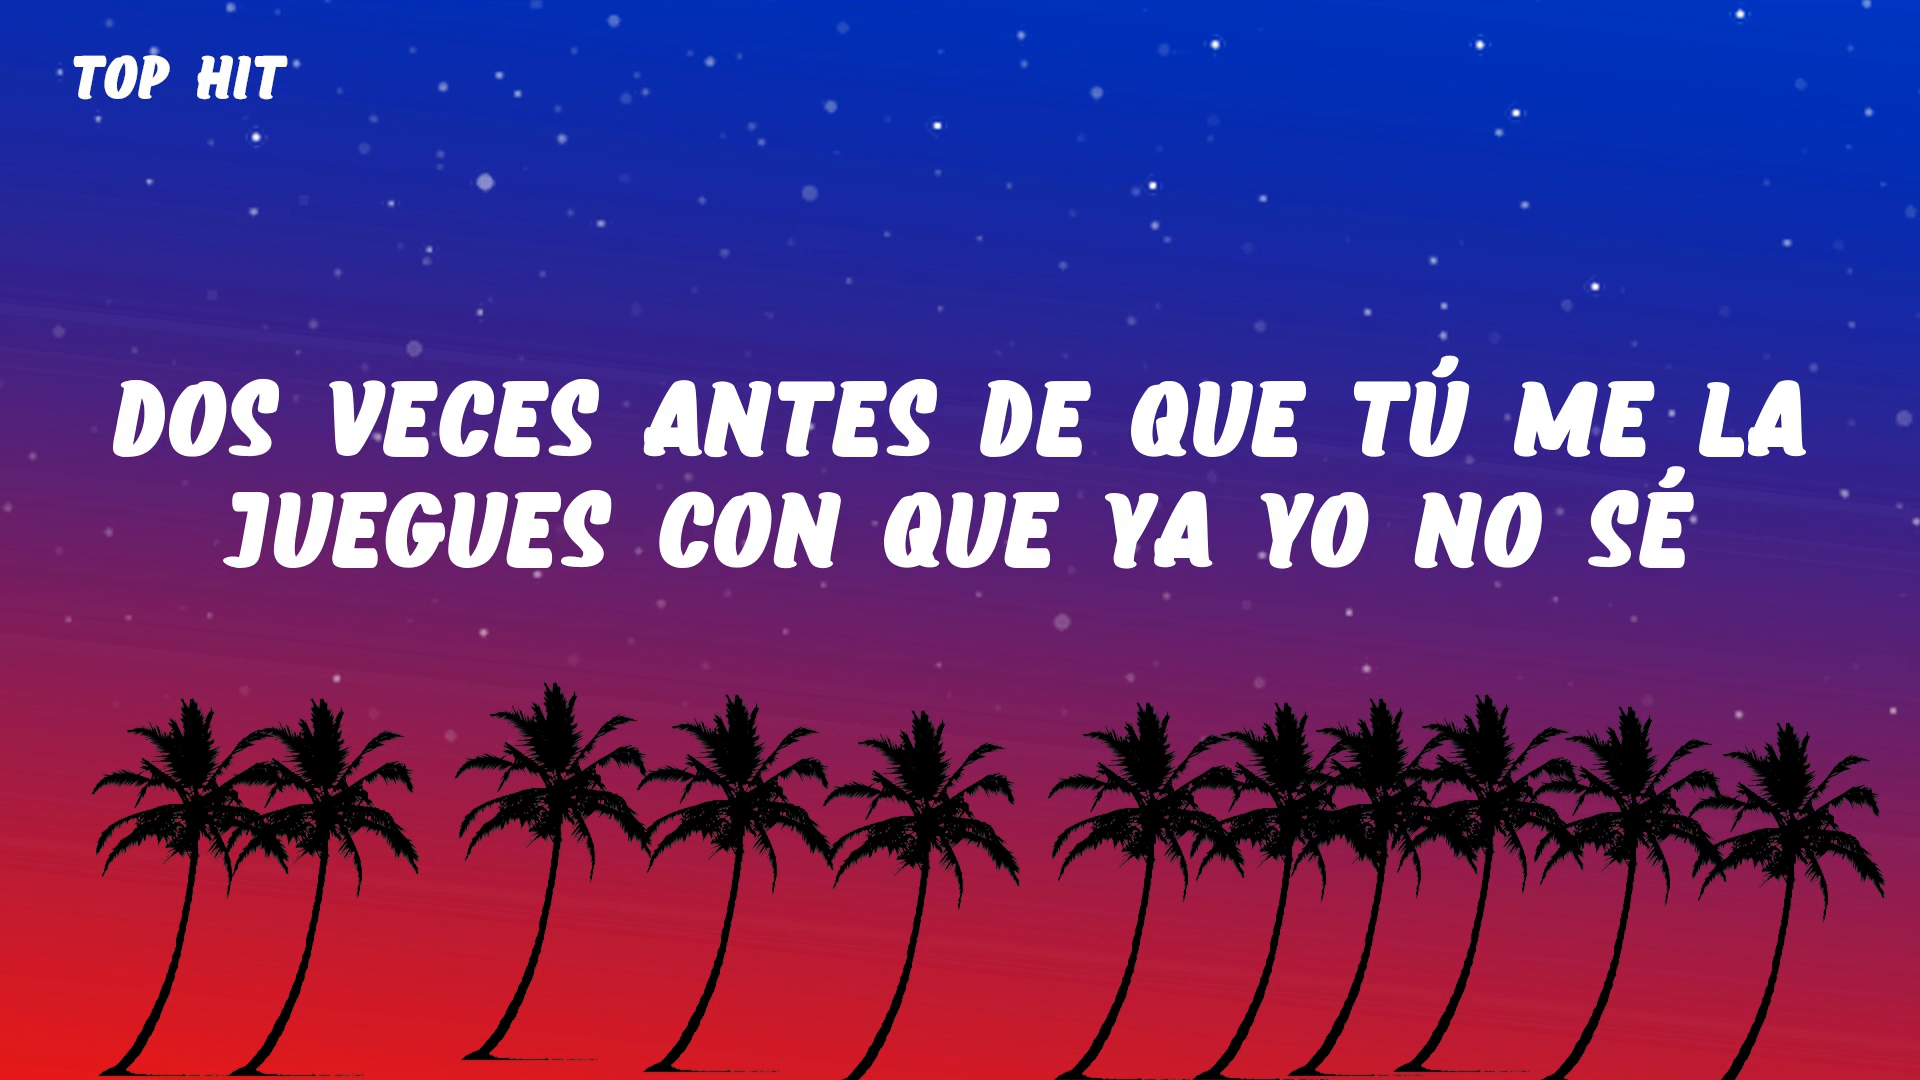 TOP HIT
DOS VECES ANTES DE QUE TÚ ME LA
JUEGUES CON QUE YA YO NO SÉ